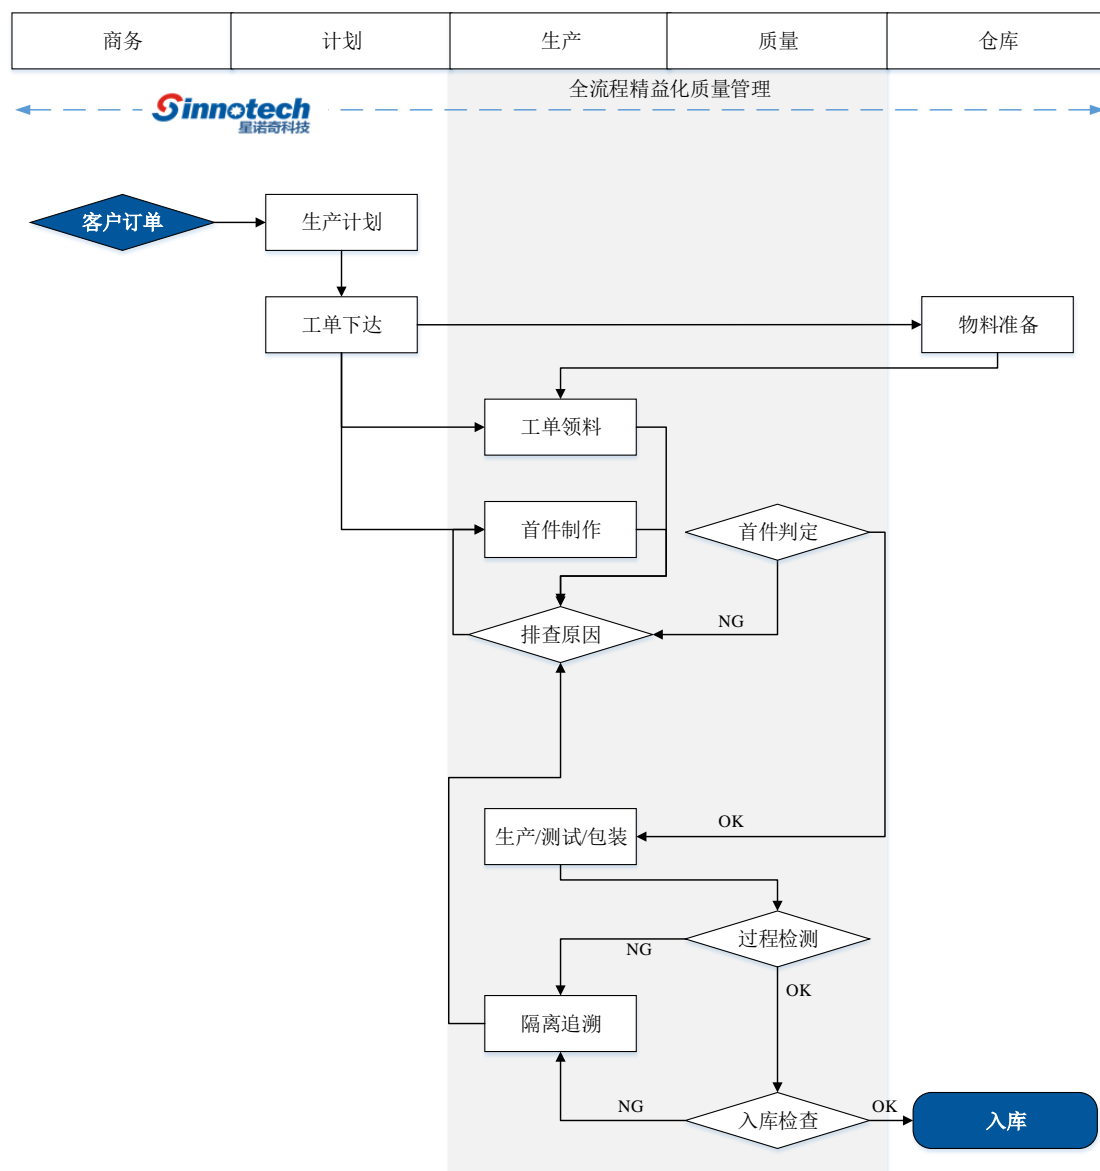 商务
计划
生产
质量
仓库
全流程精益化质量管理
Sinnotech
星诺奇科技
客户订单
生产计划
工单下达
物料准备
工单领料
首件制作
首件判定
排查原因
NG
生产/测试/包装
OK
过程检测
NG
OK
隔离追溯
NG
入库检查
OK
入库